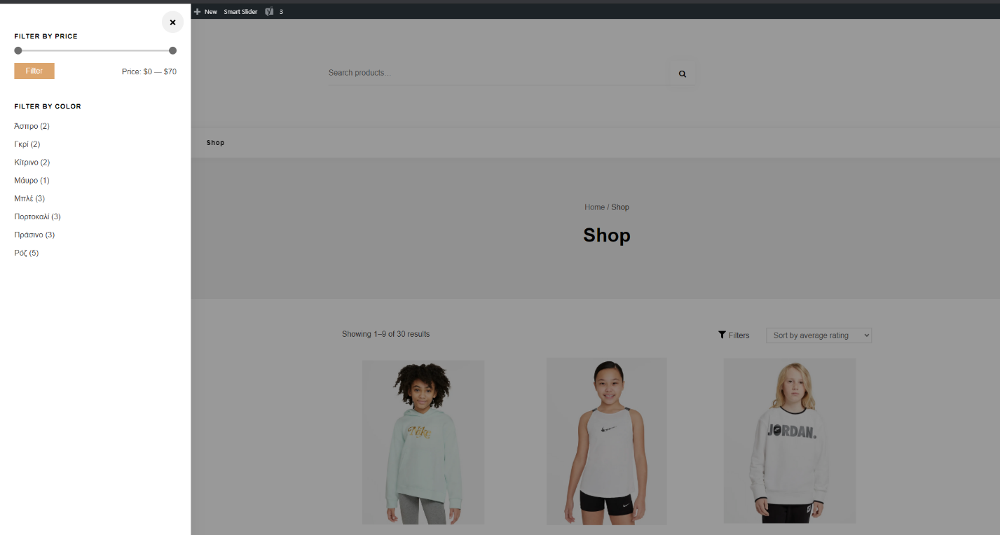 New Smart Slider 3
FILTER BY PRICE
Filter Price: $0 — $70
FILTER BY COLOR
Άσπρο (2)
Γκρί (2)
Κίτρινο (2)
Μάυρο (1)
Μπλέ (3)
Πορτοκαλί (3)
Πράσινο (3)
Ρόζ (5)
Search products…
Shop
Home / Shop
Shop
Showing 1–9 of 30 results
Filters
Sort by average rating
NIKE
JORDAN.